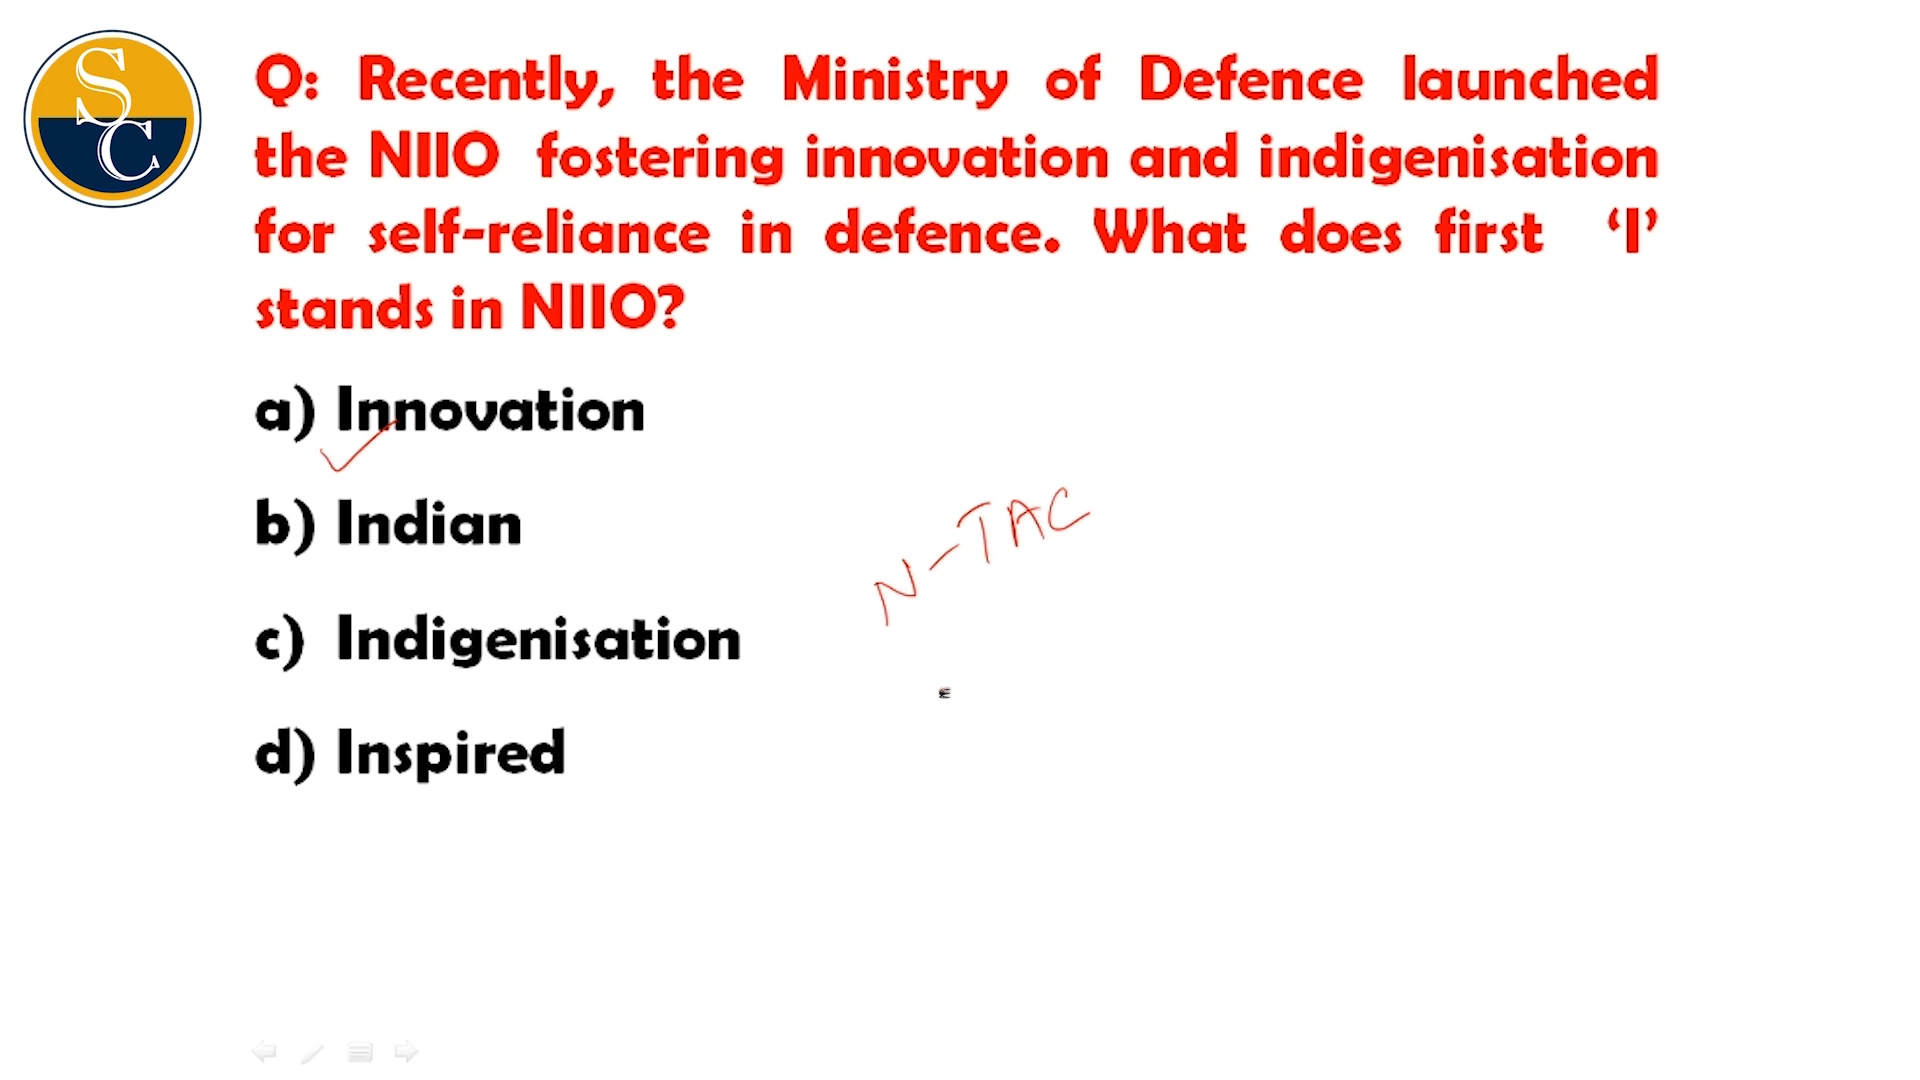 SC
Q: Recently, the Ministry of Defence launched
the NIIO fostering innovation and indigenisation
for self-reliance in defence. What does first ‘I’
stands in NIIO?
a) Innovation
b) Indian
N-TAC
c) Indigenisation
d) Inspired